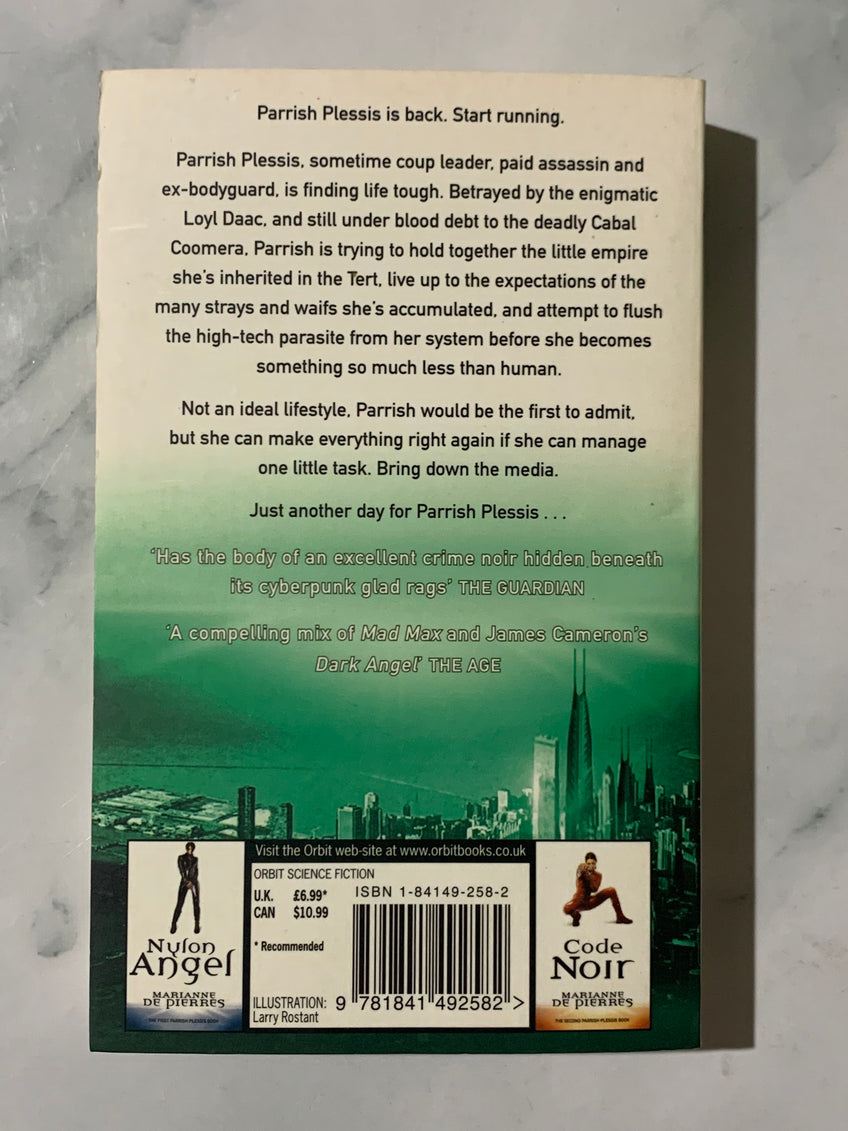 Parrish Plessis is back. Start running.
Parrish Plessis, sometime coup leader, paid assassin and
ex-bodyguard, is finding life tough. Betrayed by the enigmatic
Loyl Daac, and still under blood debt to the deadly Cabal
Coomera, Parrish is trying to hold together the little empire
she's inherited in the Tert, live up to the expectations of the
many strays and waifs she's accumulated, and attempt to flush
the high-tech parasite from her system before she becomes
something so much less than human.
Not an ideal lifestyle, Parrish would be the first to admit,
but she can make everything right again if she can manage
one little task. Bring down the media.
Just another day for Parrish Plessis . . .
'Has the body of an excellent crime noir hidden beneath
its cyberpunk glad rags' THE GUARDIAN
'A compelling mix of Mad Max and James Cameron's
Dark Angel' THE AGE
Nylon
Angel
MARIANNE
DE PIERRES
THE FIRST PARRISH PLESSIS BOOK
Visit the Orbit web-site at www.orbitbooks.co.uk
ORBIT SCIENCE FICTION
U.K. £6.99*
CAN $10.99
* Recommended
ISBN 1-84149-258-2
9 781841 492582 >
ILLUSTRATION:
Larry Rostant
Code
Noir
MARIANNE
DE PIERRES
THE SECOND PARRISH PLESSIS BOOK